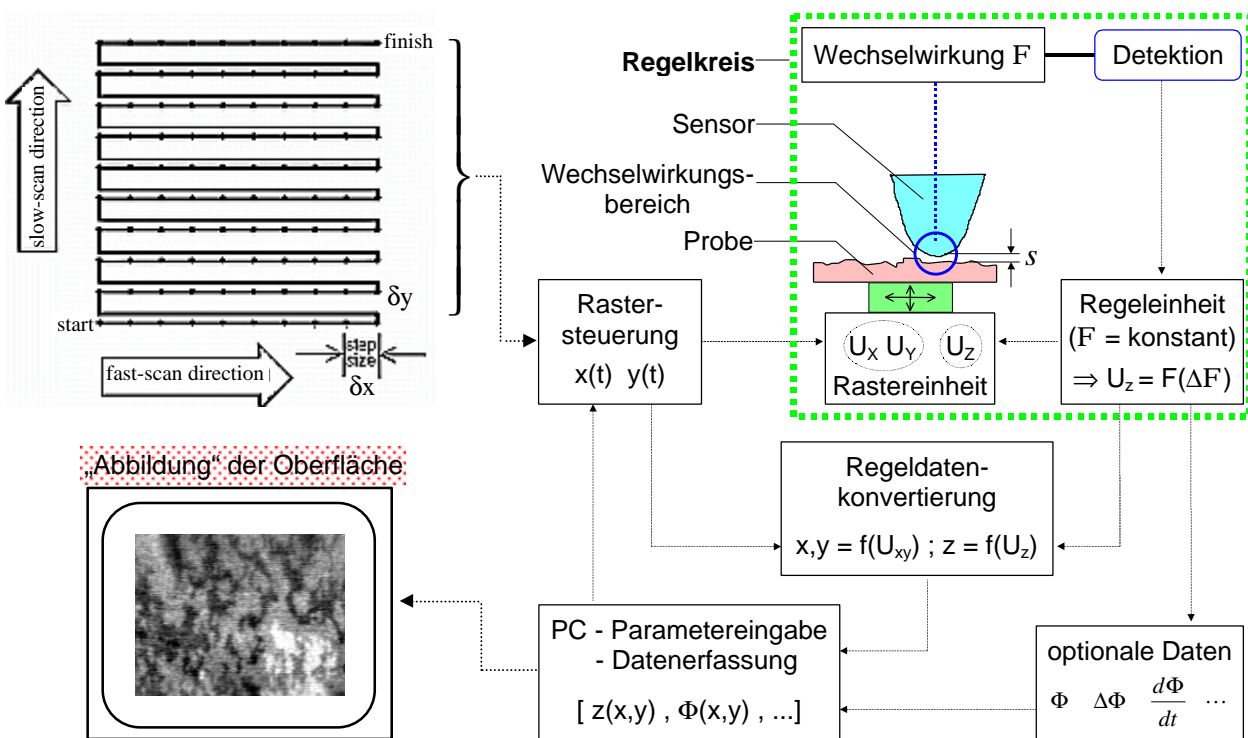 finish
slow-scan direction
δy
start
step
size
fast-scan direction
δx
Regelkreis
Wechselwirkung F
Detektion
Sensor
Wechselwirkungs-
bereich
Probe
s
Raster-
steuerung
x(t) y(t)
U_X U_Y U_Z
Rastereinheit
Regeleinheit
(F = konstant)
⇒ U_z = F(ΔF)
„Abbildung“ der Oberfläche
Regeldaten-
konvertierung
x,y = f(U_xy) ; z = f(U_z)
PC - Parametereingabe
- Datenerfassung
[ z(x,y) , Φ(x,y) , ...]
optionale Daten
Φ ΔΦ dΦ/dt ···